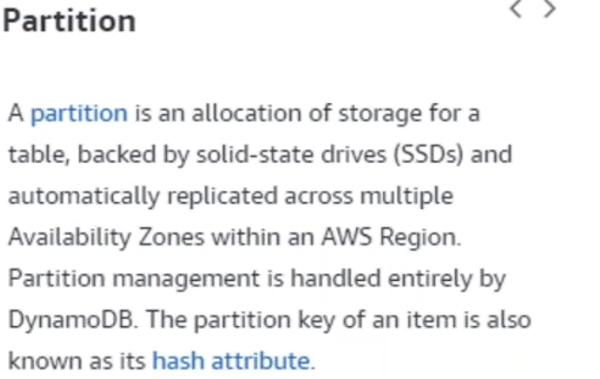 Partition
A partition is an allocation of storage for a
table, backed by solid-state drives (SSDs) and
automatically replicated across multiple
Availability Zones within an AWS Region.
Partition management is handled entirely by
DynamoDB. The partition key of an item is also
known as its hash attribute.